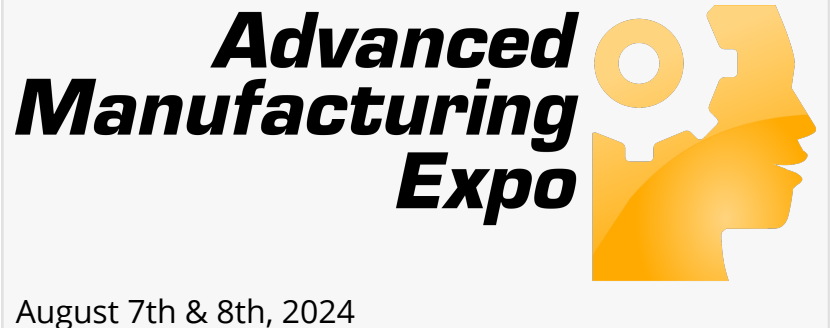 Advanced
Manufacturing
Expo
August 7th & 8th, 2024